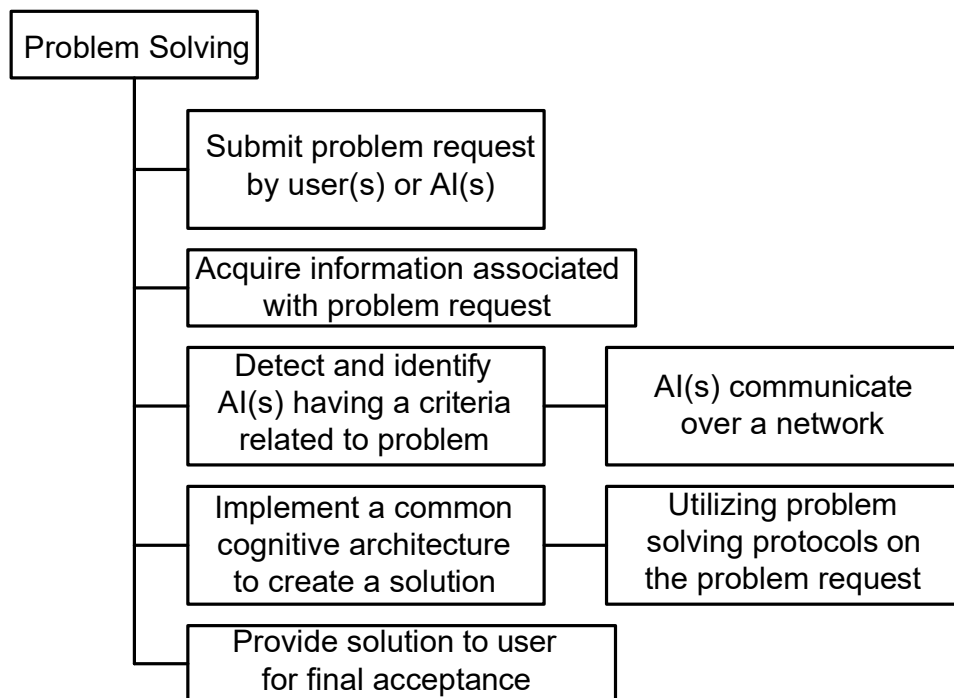 Problem Solving
Submit problem request
by user(s) or AI(s)
Acquire information associated
with problem request
Detect and identify
AI(s) having a criteria
related to problem
AI(s) communicate
over a network
Implement a common
cognitive architecture
to create a solution
Utilizing problem
solving protocols on
the problem request
Provide solution to user
for final acceptance